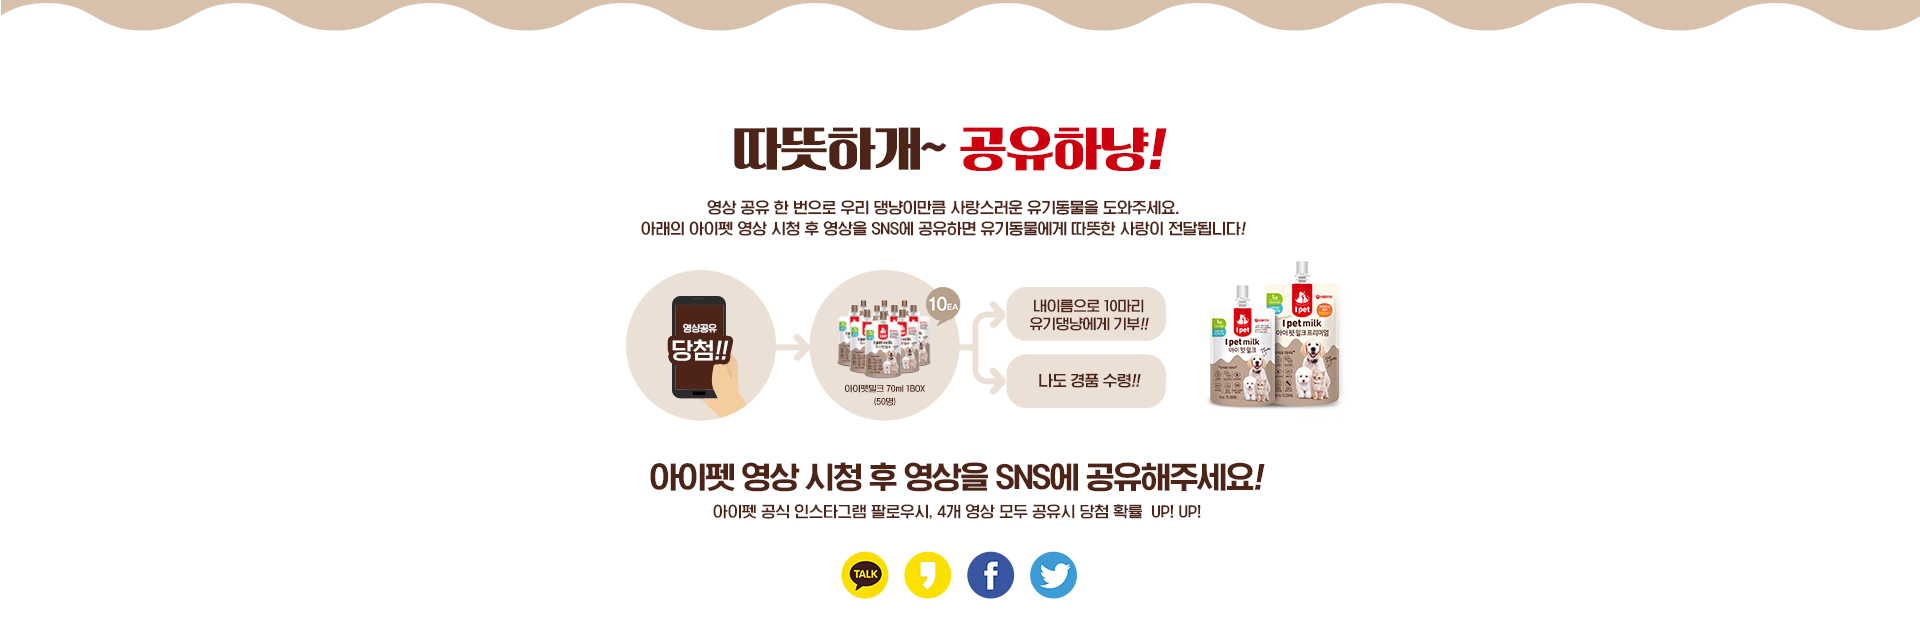 따뜻하개~ 공유하냥!
영상 공유 한 번으로 우리 댕냥이만큼 사랑스러운 유기동물을 도와주세요.
아래의 아이펫 영상 시청 후 영상을 SNS에 공유하면 유기동물에게 따뜻한 사랑이 전달됩니다!
영상공유
당첨!!
10EA
아이펫밀크 70ml 1BOX
(50명)
내이름으로 10마리
유기댕냥에게 기부!!
나도 경품 수령!!
I pet
I pet milk
아이 펫 밀크
I pet
I pet milk
아이 펫 밀크 프리미엄
아이펫 영상 시청 후 영상을 SNS에 공유해주세요!
아이펫 공식 인스타그램 팔로우시, 4개 영상 모두 공유시 당첨 확률 UP! UP!
TALK